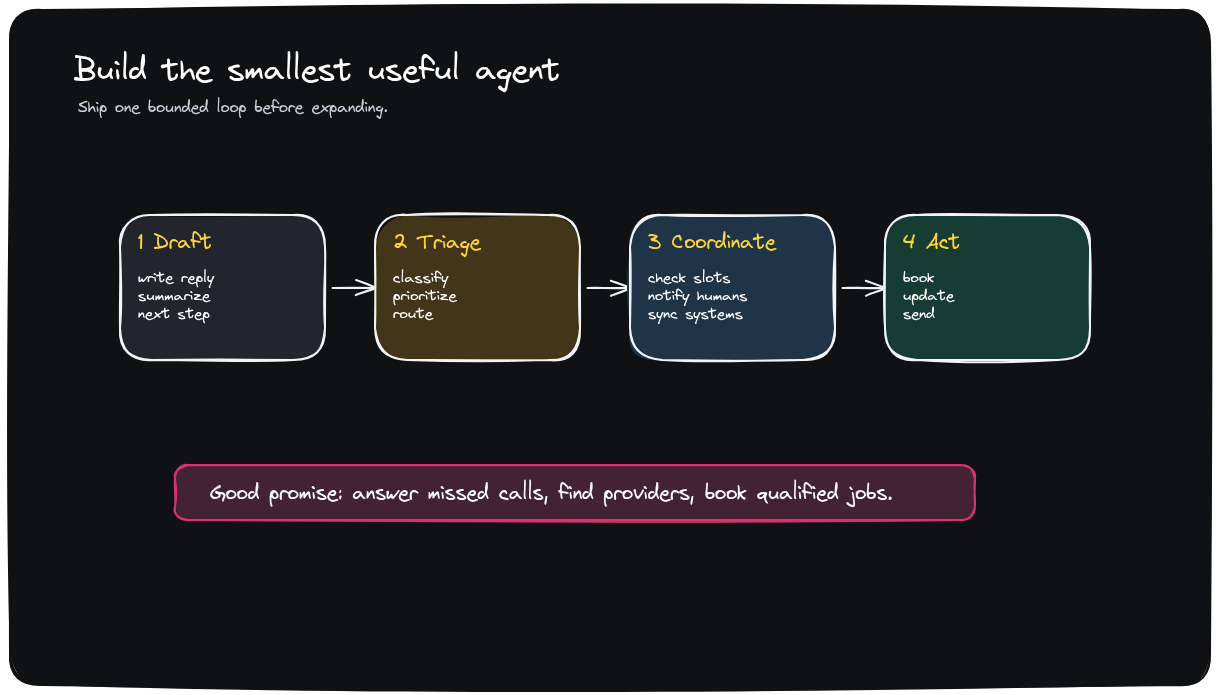 Build the smallest useful agent
Ship one bounded loop before expanding.
1 Draft
write reply
summarize
next step
2 Triage
classify
prioritize
route
3 Coordinate
check slots
notify humans
sync systems
4 Act
book
update
send
Good promise: answer missed calls, find providers, book qualified jobs.